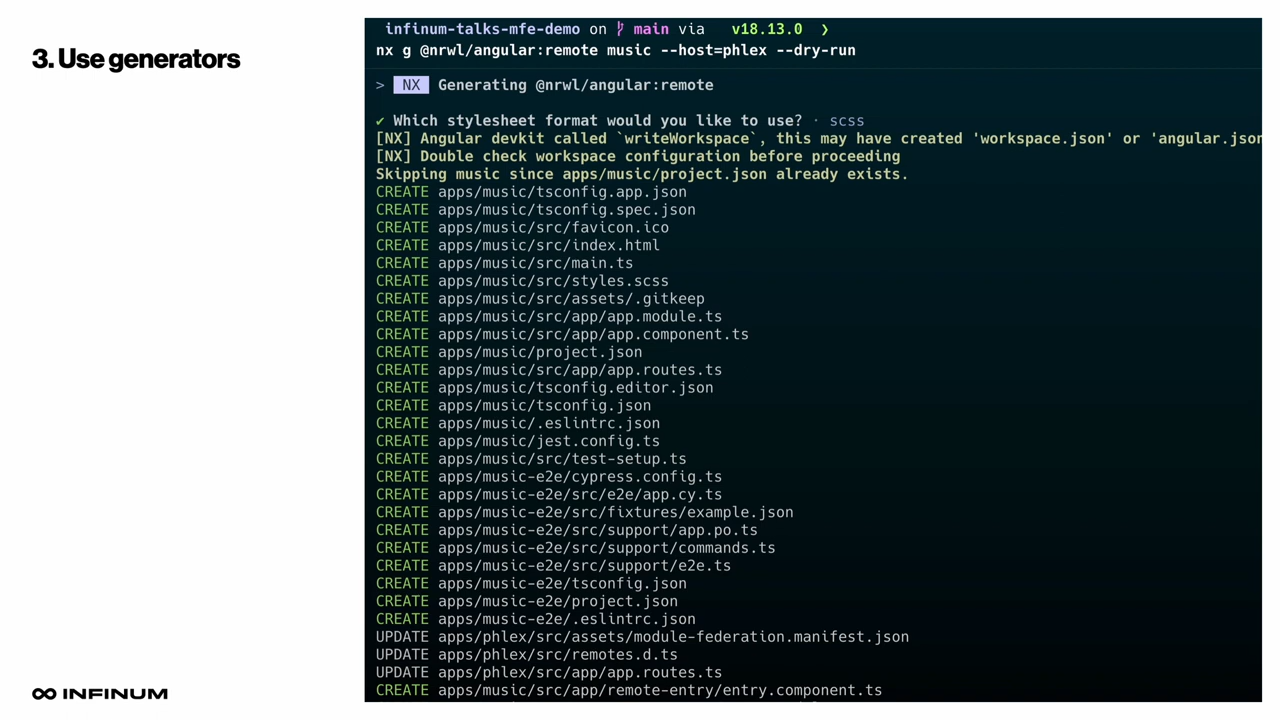 3. Use generators
infinum-talks-mfe-demo on main via v18.13.0 ❯
nx g @nrwl/angular:remote music --host=phlex --dry-run
> NX Generating @nrwl/angular:remote
✔ Which stylesheet format would you like to use? · scss
[NX] Angular devkit called `writeWorkspace`, this may have created 'workspace.json' or 'angular.json
[NX] Double check workspace configuration before proceeding
Skipping music since apps/music/project.json already exists.
CREATE apps/music/tsconfig.app.json
CREATE apps/music/tsconfig.spec.json
CREATE apps/music/src/favicon.ico
CREATE apps/music/src/index.html
CREATE apps/music/src/main.ts
CREATE apps/music/src/styles.scss
CREATE apps/music/src/assets/.gitkeep
CREATE apps/music/src/app/app.module.ts
CREATE apps/music/src/app/app.component.ts
CREATE apps/music/project.json
CREATE apps/music/src/app/app.routes.ts
CREATE apps/music/tsconfig.editor.json
CREATE apps/music/tsconfig.json
CREATE apps/music/.eslintrc.json
CREATE apps/music/jest.config.ts
CREATE apps/music/src/test-setup.ts
CREATE apps/music-e2e/cypress.config.ts
CREATE apps/music-e2e/src/e2e/app.cy.ts
CREATE apps/music-e2e/src/fixtures/example.json
CREATE apps/music-e2e/src/support/app.po.ts
CREATE apps/music-e2e/src/support/commands.ts
CREATE apps/music-e2e/src/support/e2e.ts
CREATE apps/music-e2e/tsconfig.json
CREATE apps/music-e2e/project.json
CREATE apps/music-e2e/.eslintrc.json
UPDATE apps/phlex/src/assets/module-federation.manifest.json
UPDATE apps/phlex/src/remotes.d.ts
UPDATE apps/phlex/src/app/app.routes.ts
CREATE apps/music/src/app/remote-entry/entry.component.ts
INFINUM